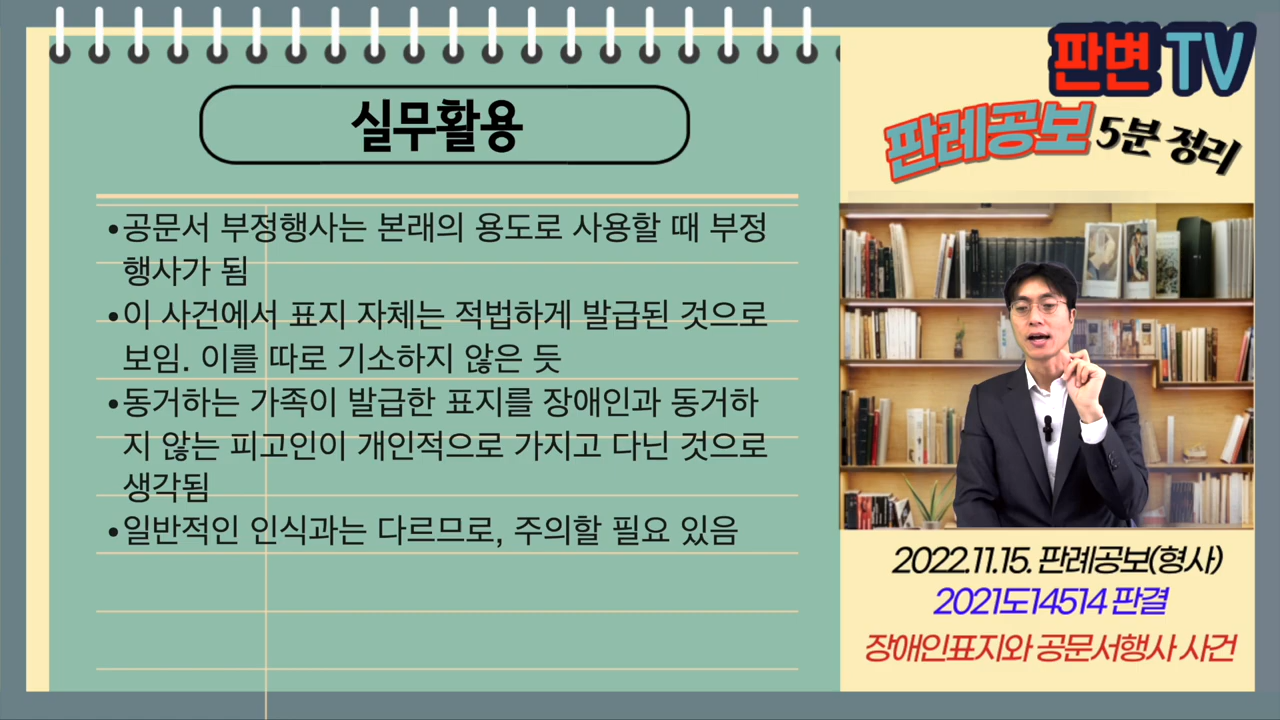 실무활용
•공문서 부정행사는 본래의 용도로 사용할 때 부정
행사가 됨
•이 사건에서 표지 자체는 적법하게 발급된 것으로
보임. 이를 따로 기소하지 않은 듯
•동거하는 가족이 발급한 표지를 장애인과 동거하
지 않는 피고인이 개인적으로 가지고 다닌 것으로
생각됨
•일반적인 인식과는 다르므로, 주의할 필요 있음
판변 TV
판례공보 5분 정리
2022.11.15. 판례공보(형사)
2021도14514 판결
장애인표지와 공문서행사 사건